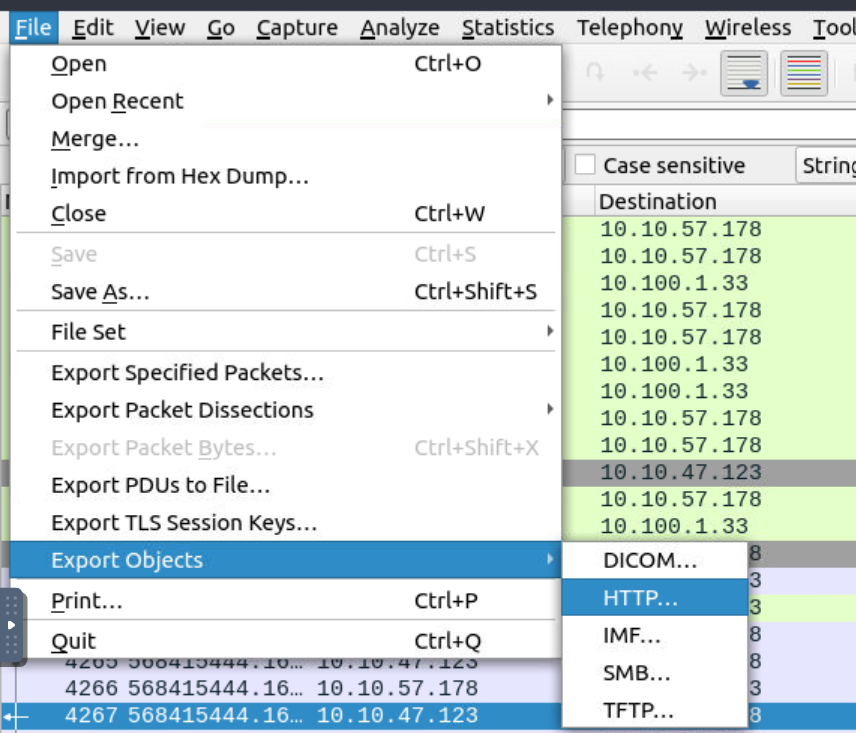 File Edit View Go Capture Analyze Statistics Telephony Wireless Tool
Open Ctrl+O
Open Recent
Merge...
Import from Hex Dump...
Close Ctrl+W
Save Ctrl+S
Save As... Ctrl+Shift+S
File Set
Export Specified Packets...
Export Packet Dissections
Export Packet Bytes... Ctrl+Shift+X
Export PDUs to File...
Export TLS Session Keys...
Export Objects
Print... Ctrl+P
Quit Ctrl+Q
DICOM...
HTTP...
IMF...
SMB...
TFTP...
Case sensitive String
Destination
10.10.57.178
10.10.57.178
10.100.1.33
10.10.57.178
10.10.57.178
10.100.1.33
10.100.1.33
10.10.57.178
10.10.57.178
10.10.47.123
10.10.57.178
10.100.1.33
8
3
3
8
4265 568415444.16... 10.10.47.123 8
4266 568415444.16... 10.10.57.178 3
4267 568415444.16... 10.10.47.123 8